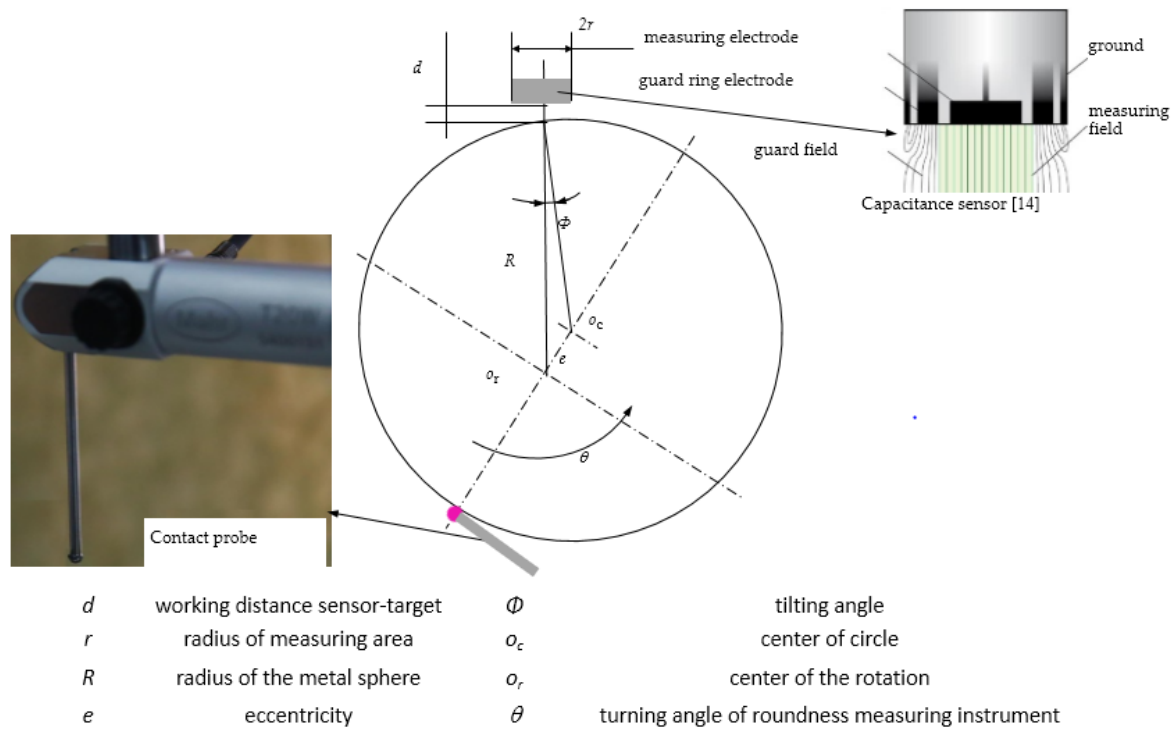 2r
measuring electrode
d
guard ring electrode
ground
measuring
field
guard field
Capacitance sensor [14]
Φ
R
oc
e
or
θ
Mahr
Contact probe
d working distance sensor-target Φ tilting angle
r radius of measuring area oc center of circle
R radius of the metal sphere or center of the rotation
e eccentricity θ turning angle of roundness measuring instrument